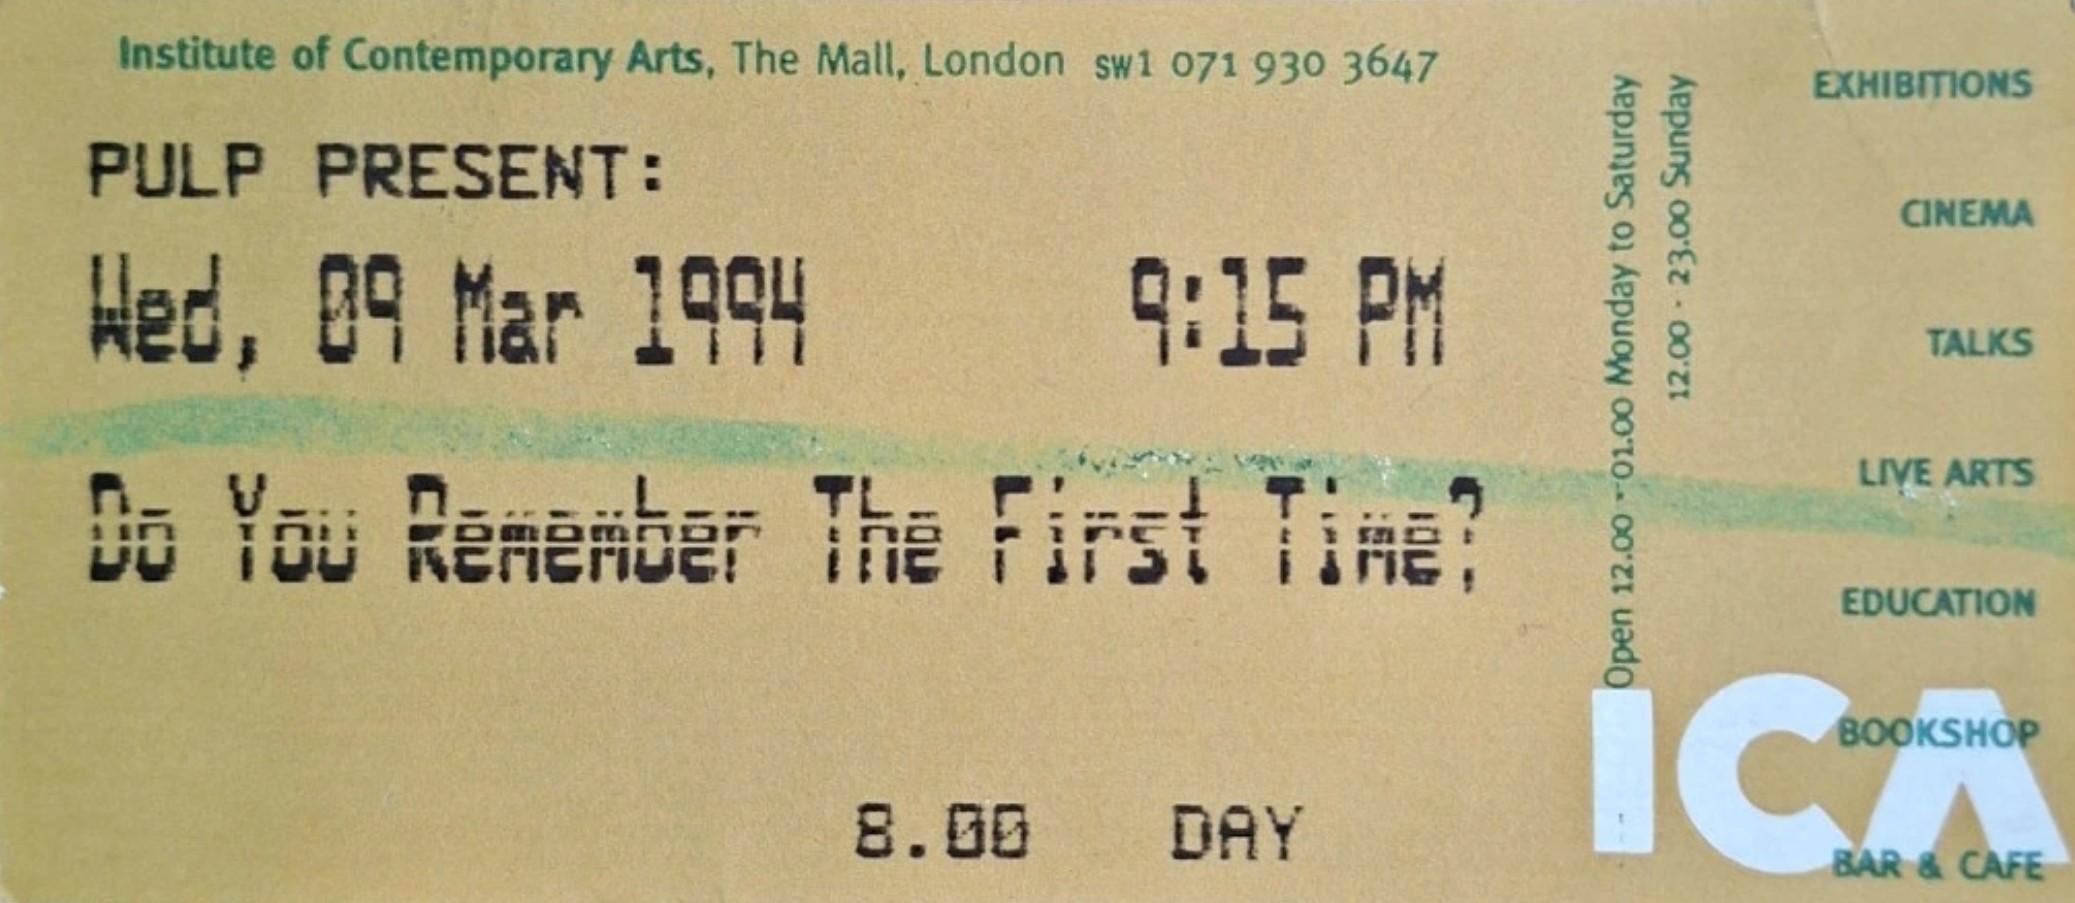 Institute of Contemporary Arts, The Mall, London SW1 071 930 3647
PULP PRESENT:
Wed, 09 Mar 1994 9:15 PM
Do You Remember The First Time?
8.00 DAY
Open 12.00 - 01.00 Monday to Saturday
12.00 - 23.00 Sunday
EXHIBITIONS
CINEMA
TALKS
LIVE ARTS
EDUCATION
BOOKSHOP
ICA
BAR & CAFE